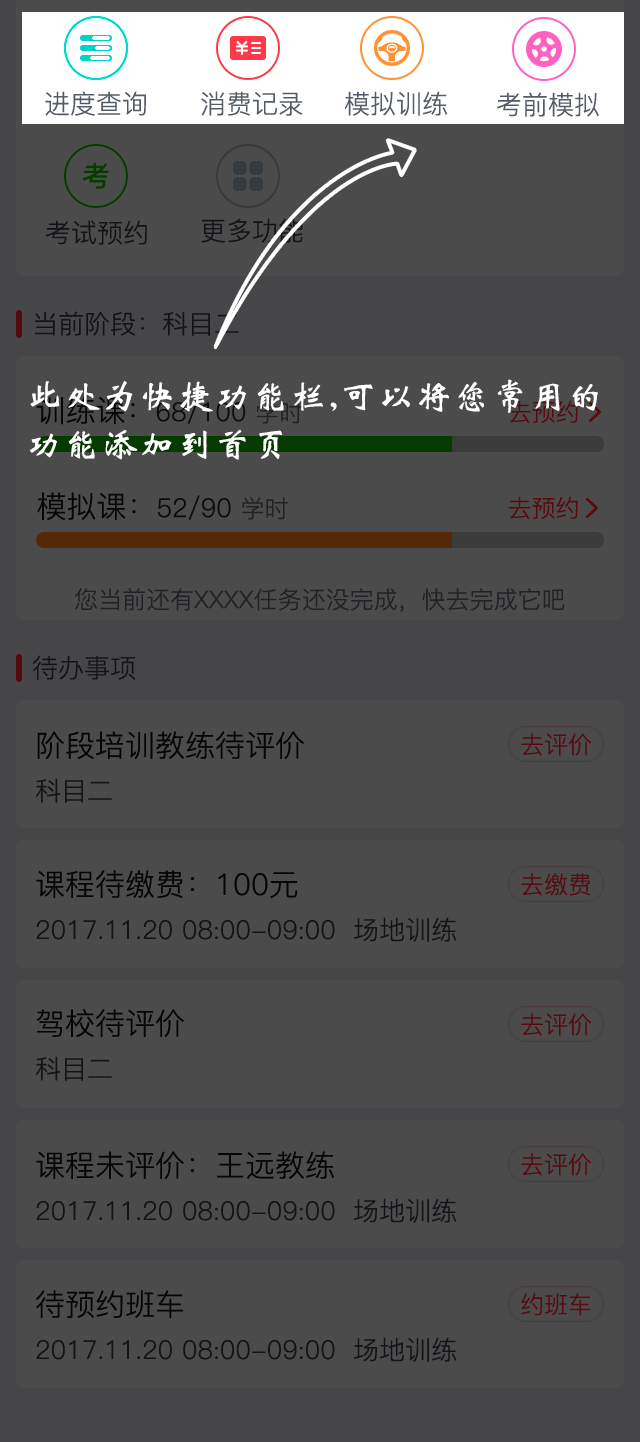 进度查询 消费记录 模拟训练 考前模拟
考
考试预约 更多功能
当前阶段：科目二
此处为快捷功能栏,可以将您常用的
功能添加到首页
训练课：68/100 学时 去预约
模拟课：52/90 学时 去预约
您当前还有XXXX任务还没完成，快去完成它吧
待办事项
阶段培训教练待评价 去评价
科目二
课程待缴费：100元 去缴费
2017.11.20 08:00-09:00 场地训练
驾校待评价 去评价
科目二
课程未评价：王远教练 去评价
2017.11.20 08:00-09:00 场地训练
待预约班车 约班车
2017.11.20 08:00-09:00 场地训练